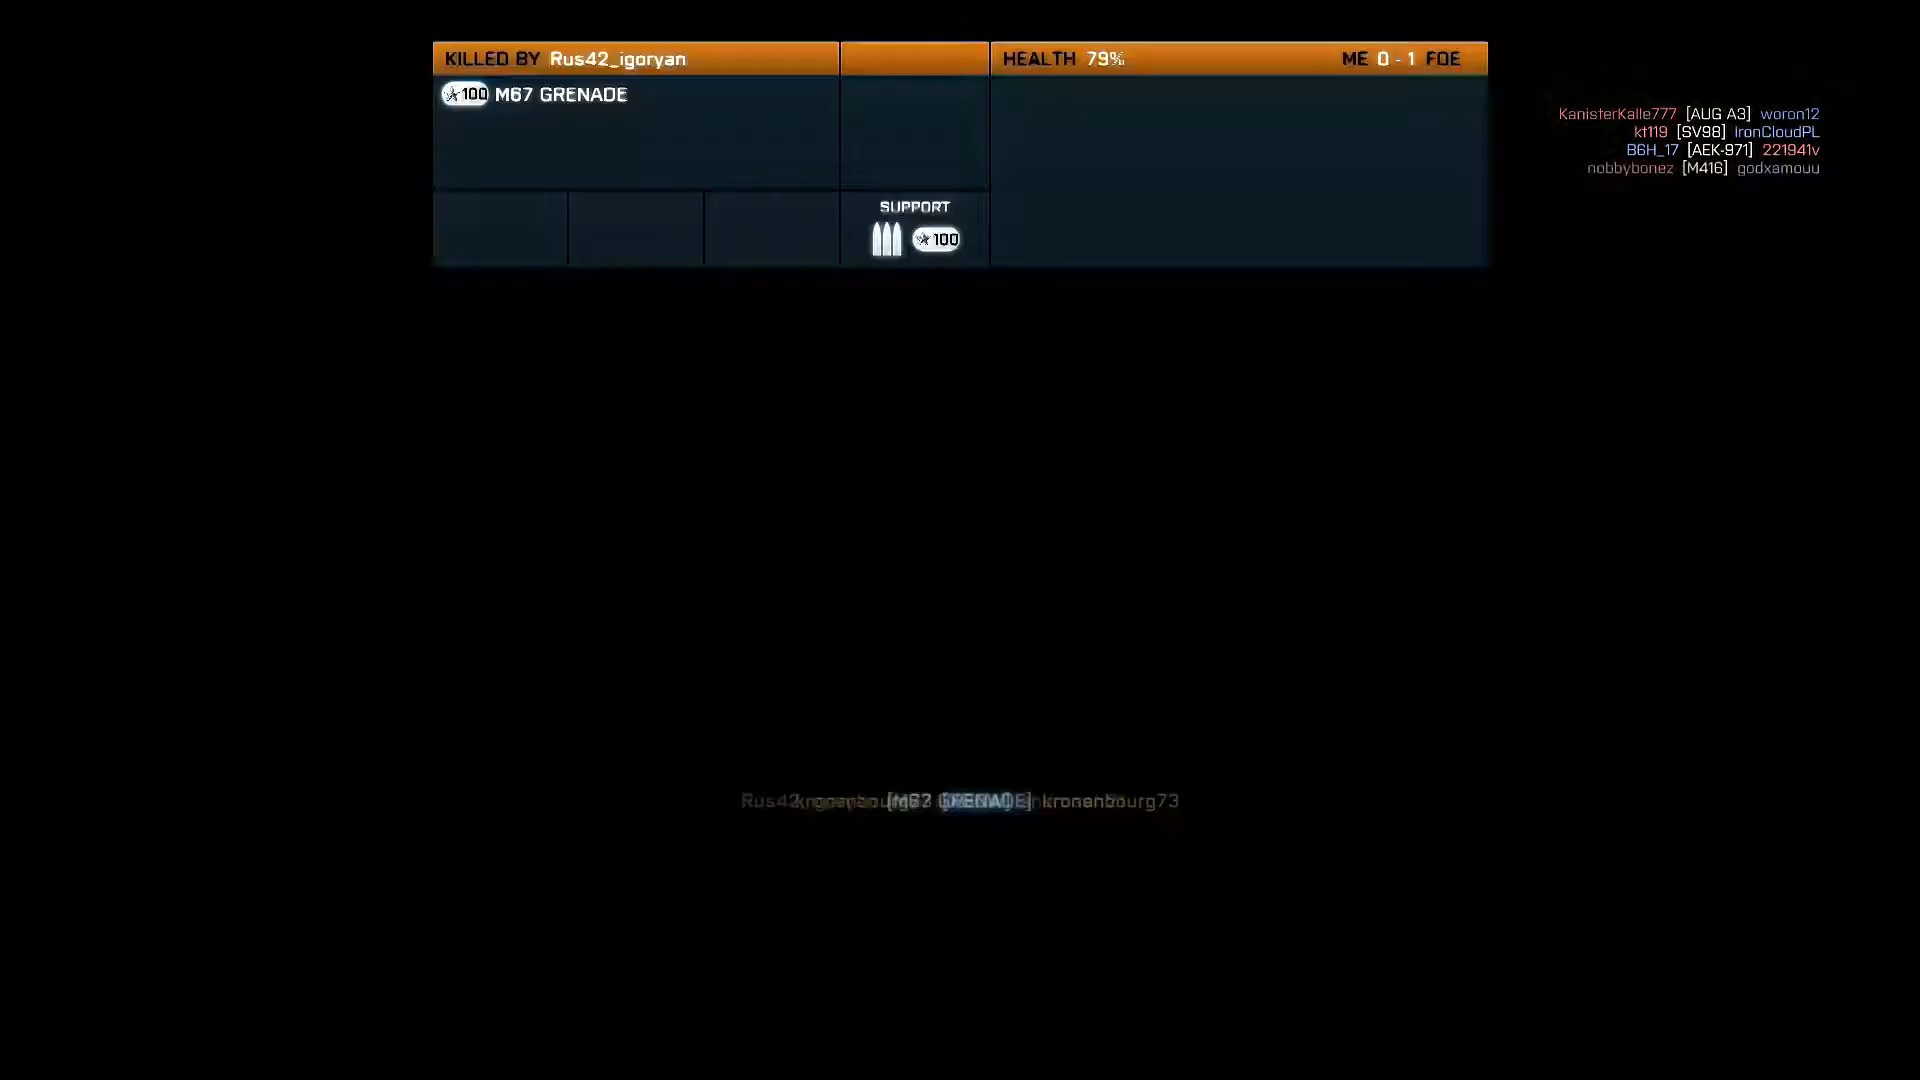 KILLED BY Rus42_igoryan
HEALTH 79% ME 0 - 1 FOE
100 M67 GRENADE
KanisterKalle777 [AUG A3] woron12
kt119 [SV98] IronCloudPL
B6H_17 [AEK-971] 221941v
nobbybonez [M416] godxamouu
SUPPORT
100
kronenbourg73